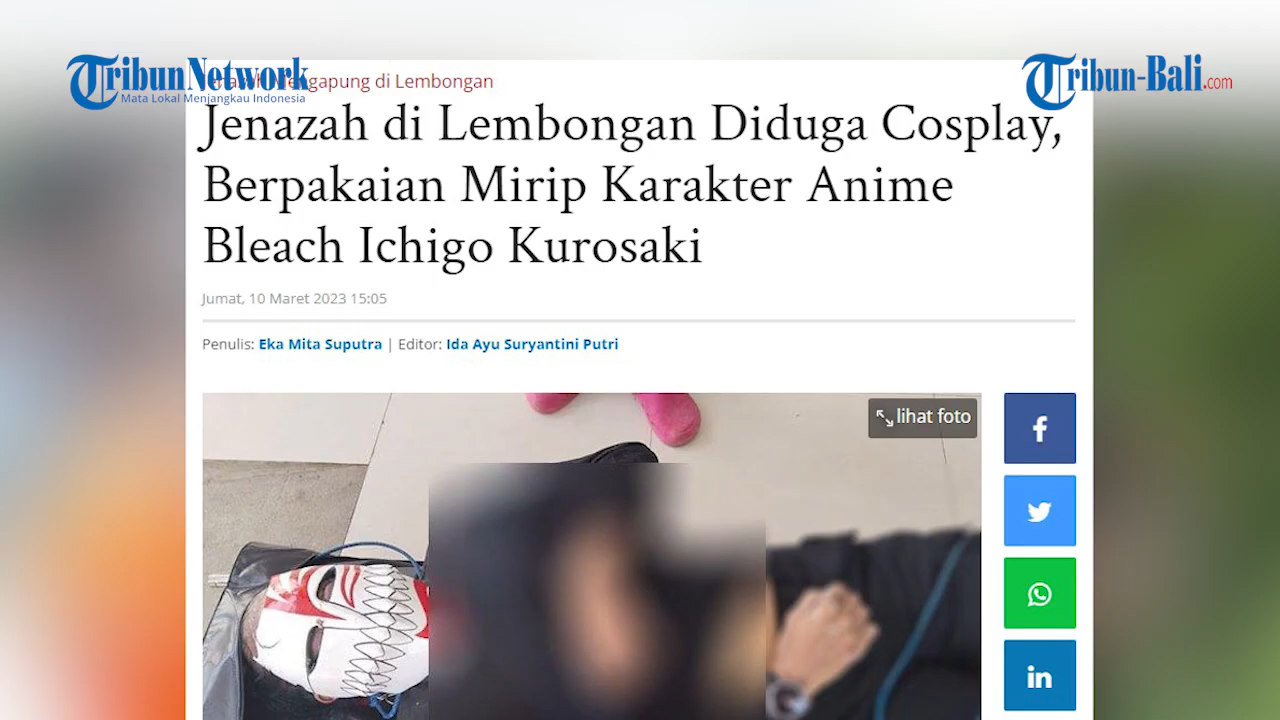 TribunNetwork
Mata Lokal Menjangkau Indonesia
Tribun-Bali.com
Mengapung di Lembongan
Jenazah di Lembongan Diduga Cosplay,
Berpakaian Mirip Karakter Anime
Bleach Ichigo Kurosaki
Jumat, 10 Maret 2023 15:05
Penulis: Eka Mita Suputra | Editor: Ida Ayu Suryantini Putri
lihat foto
f
in